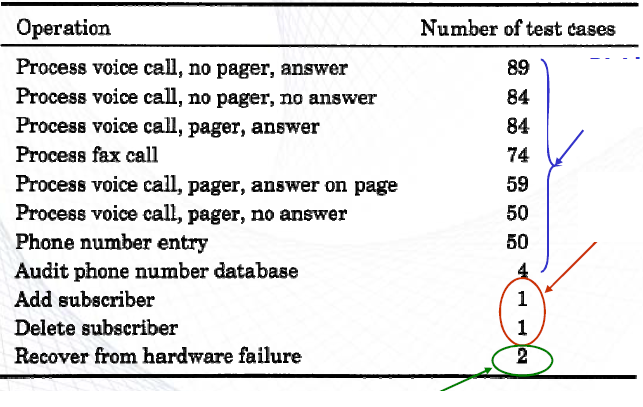 Operation Number of test cases
Process voice call, no pager, answer 89
Process voice call, no pager, no answer 84
Process voice call, pager, answer 84
Process fax call 74
Process voice call, pager, answer on page 59
Process voice call, pager, no answer 50
Phone number entry 50
Audit phone number database 4
Add subscriber 1
Delete subscriber 1
Recover from hardware failure 2